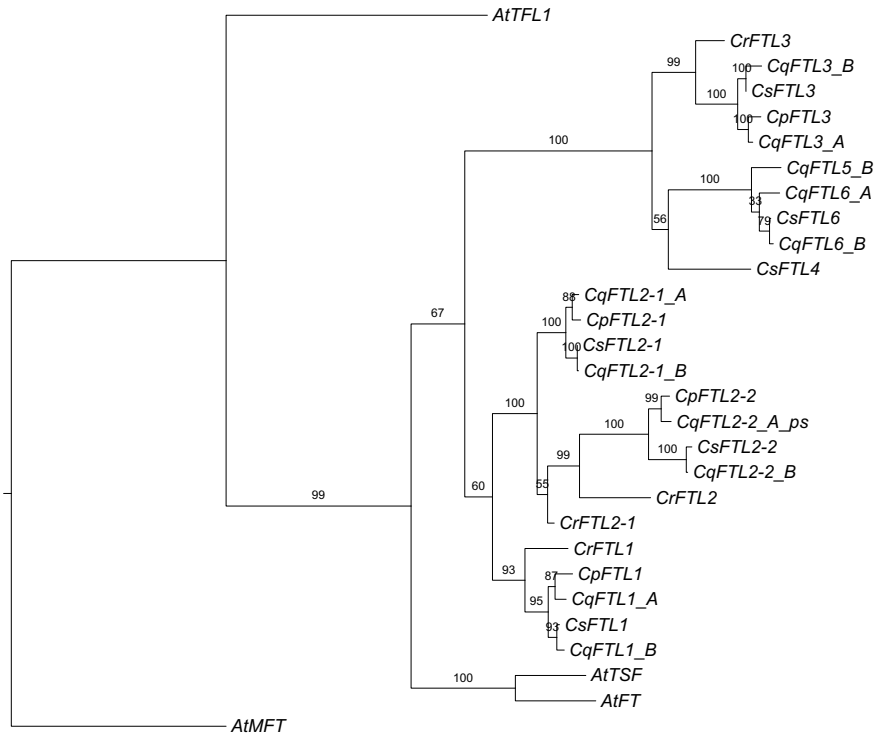 AtTFL1
CrFTL3
99
CqFTL3_B
100
CsFTL3
100
CpFTL3
100
CqFTL3_A
100
CqFTL5_B
100
CqFTL6_A
33
CsFTL6
56
79
CqFTL6_B
CsFTL4
CqFTL2-1_A
88
67
CpFTL2-1
100
CsFTL2-1
100
CqFTL2-1_B
CpFTL2-2
99
100
CqFTL2-2_A_ps
100
CsFTL2-2
100
CqFTL2-2_B
99
60
55
CrFTL2
99
CrFTL2-1
CrFTL1
93
CpFTL1
87
95
CqFTL1_A
CsFTL1
93
CqFTL1_B
AtTSF
100
AtFT
AtMFT